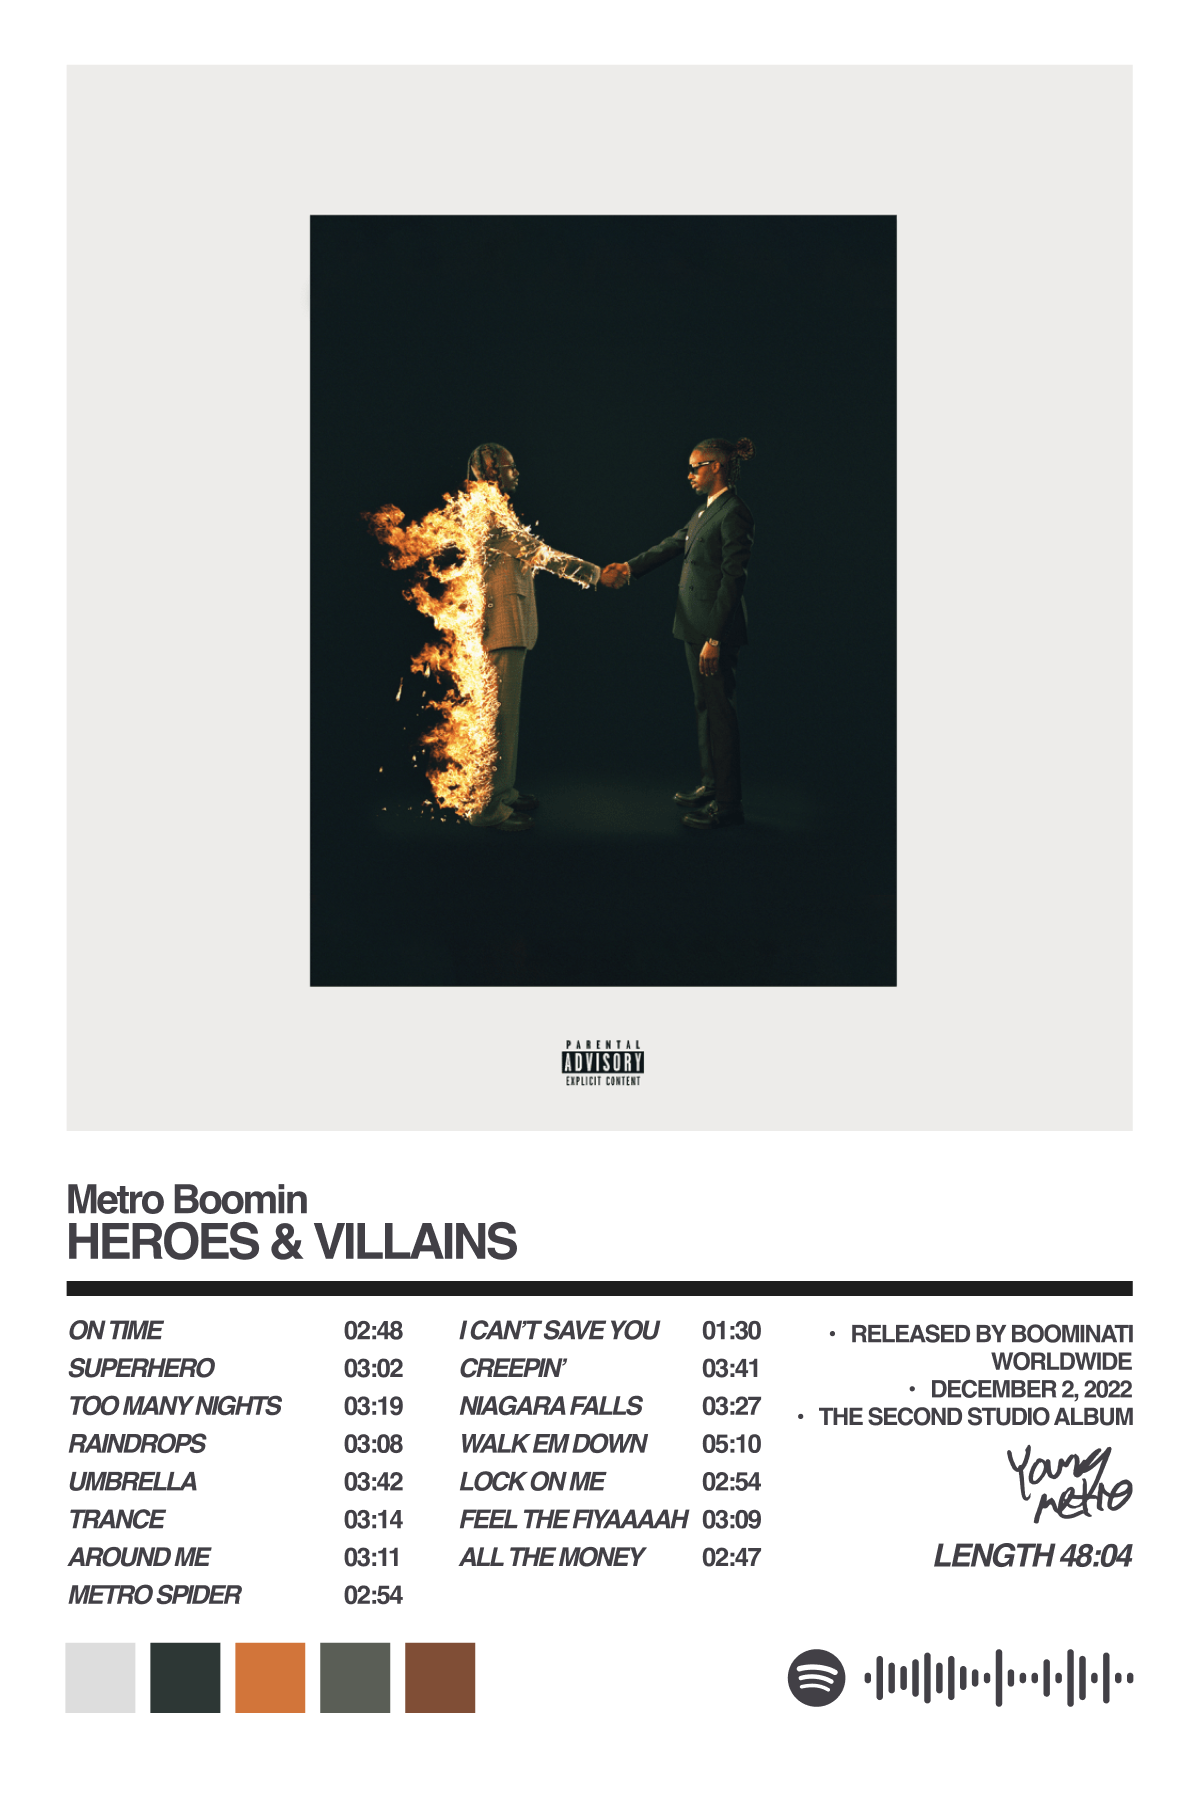 PARENTAL
ADVISORY
EXPLICIT CONTENT
Metro Boomin
HEROES & VILLAINS
ON TIME 02:48
SUPERHERO 03:02
TOO MANY NIGHTS 03:19
RAINDROPS 03:08
UMBRELLA 03:42
TRANCE 03:14
AROUND ME 03:11
METRO SPIDER 02:54
I CAN'T SAVE YOU 01:30
CREEPIN' 03:41
NIAGARA FALLS 03:27
WALK EM DOWN 05:10
LOCK ON ME 02:54
FEEL THE FIYAAAAH 03:09
ALL THE MONEY 02:47
• RELEASED BY BOOMINATI
WORLDWIDE
• DECEMBER 2, 2022
• THE SECOND STUDIO ALBUM
Young
metro
LENGTH 48:04